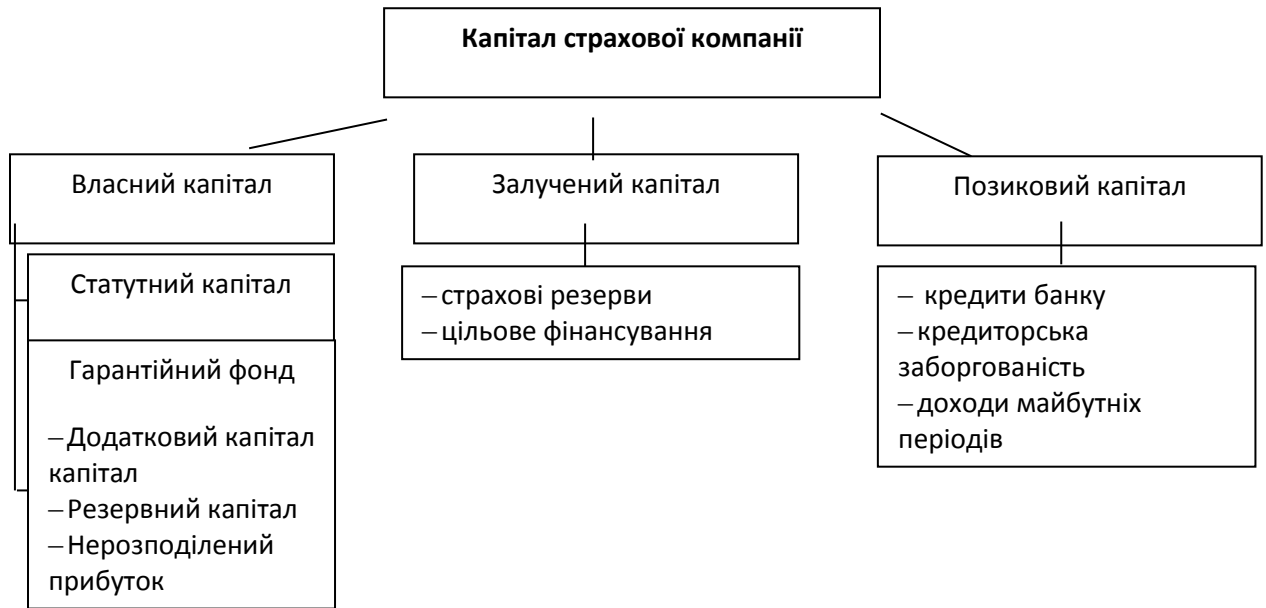 Капітал страхової компанії
Власний капітал
Залучений капітал
Позиковий капітал
Статутний капітал
Гарантійний фонд
–Додатковий капітал
капітал
–Резервний капітал
–Нерозподілений
прибуток
–страхові резерви
–цільове фінансування
– кредити банку
–кредиторська
заборгованість
–доходи майбутніх
періодів